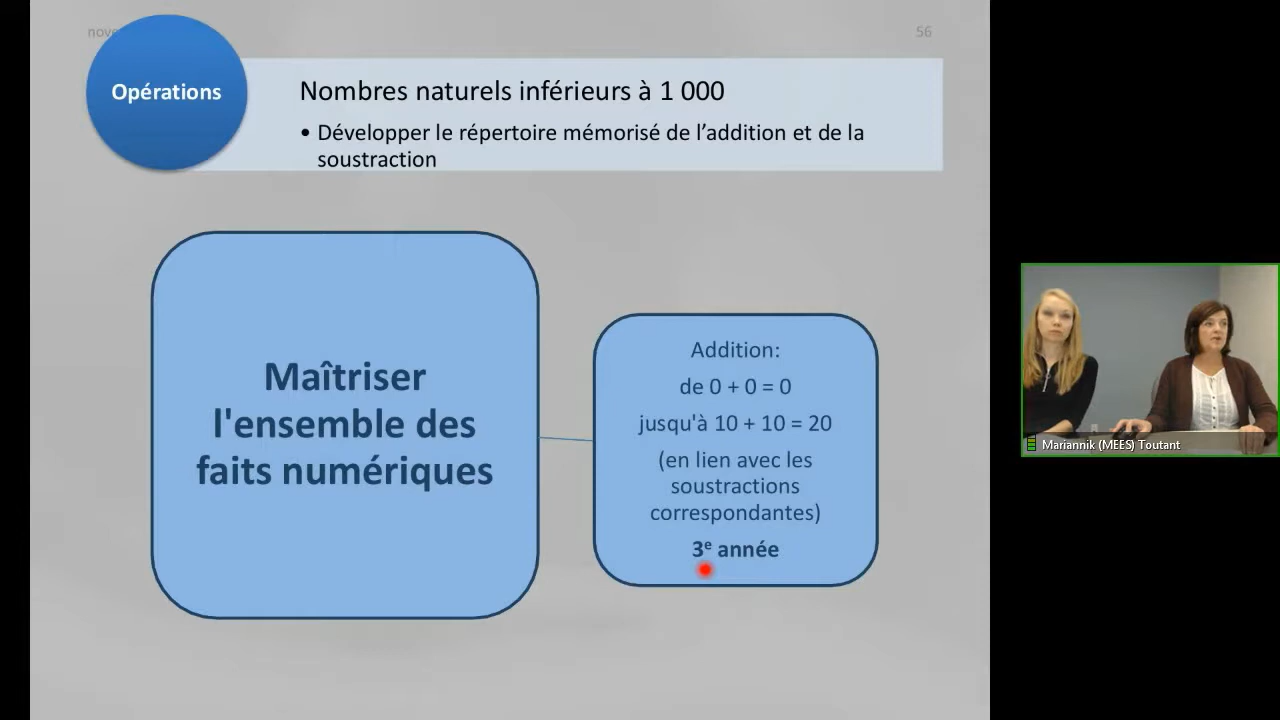 56
Opérations
Nombres naturels inférieurs à 1 000
• Développer le répertoire mémorisé de l’addition et de la
soustraction
Maîtriser
l'ensemble des
faits numériques
Addition:
de 0 + 0 = 0
jusqu'à 10 + 10 = 20
(en lien avec les
soustractions
correspondantes)
3e année
Mariannik (MEES) Toutant